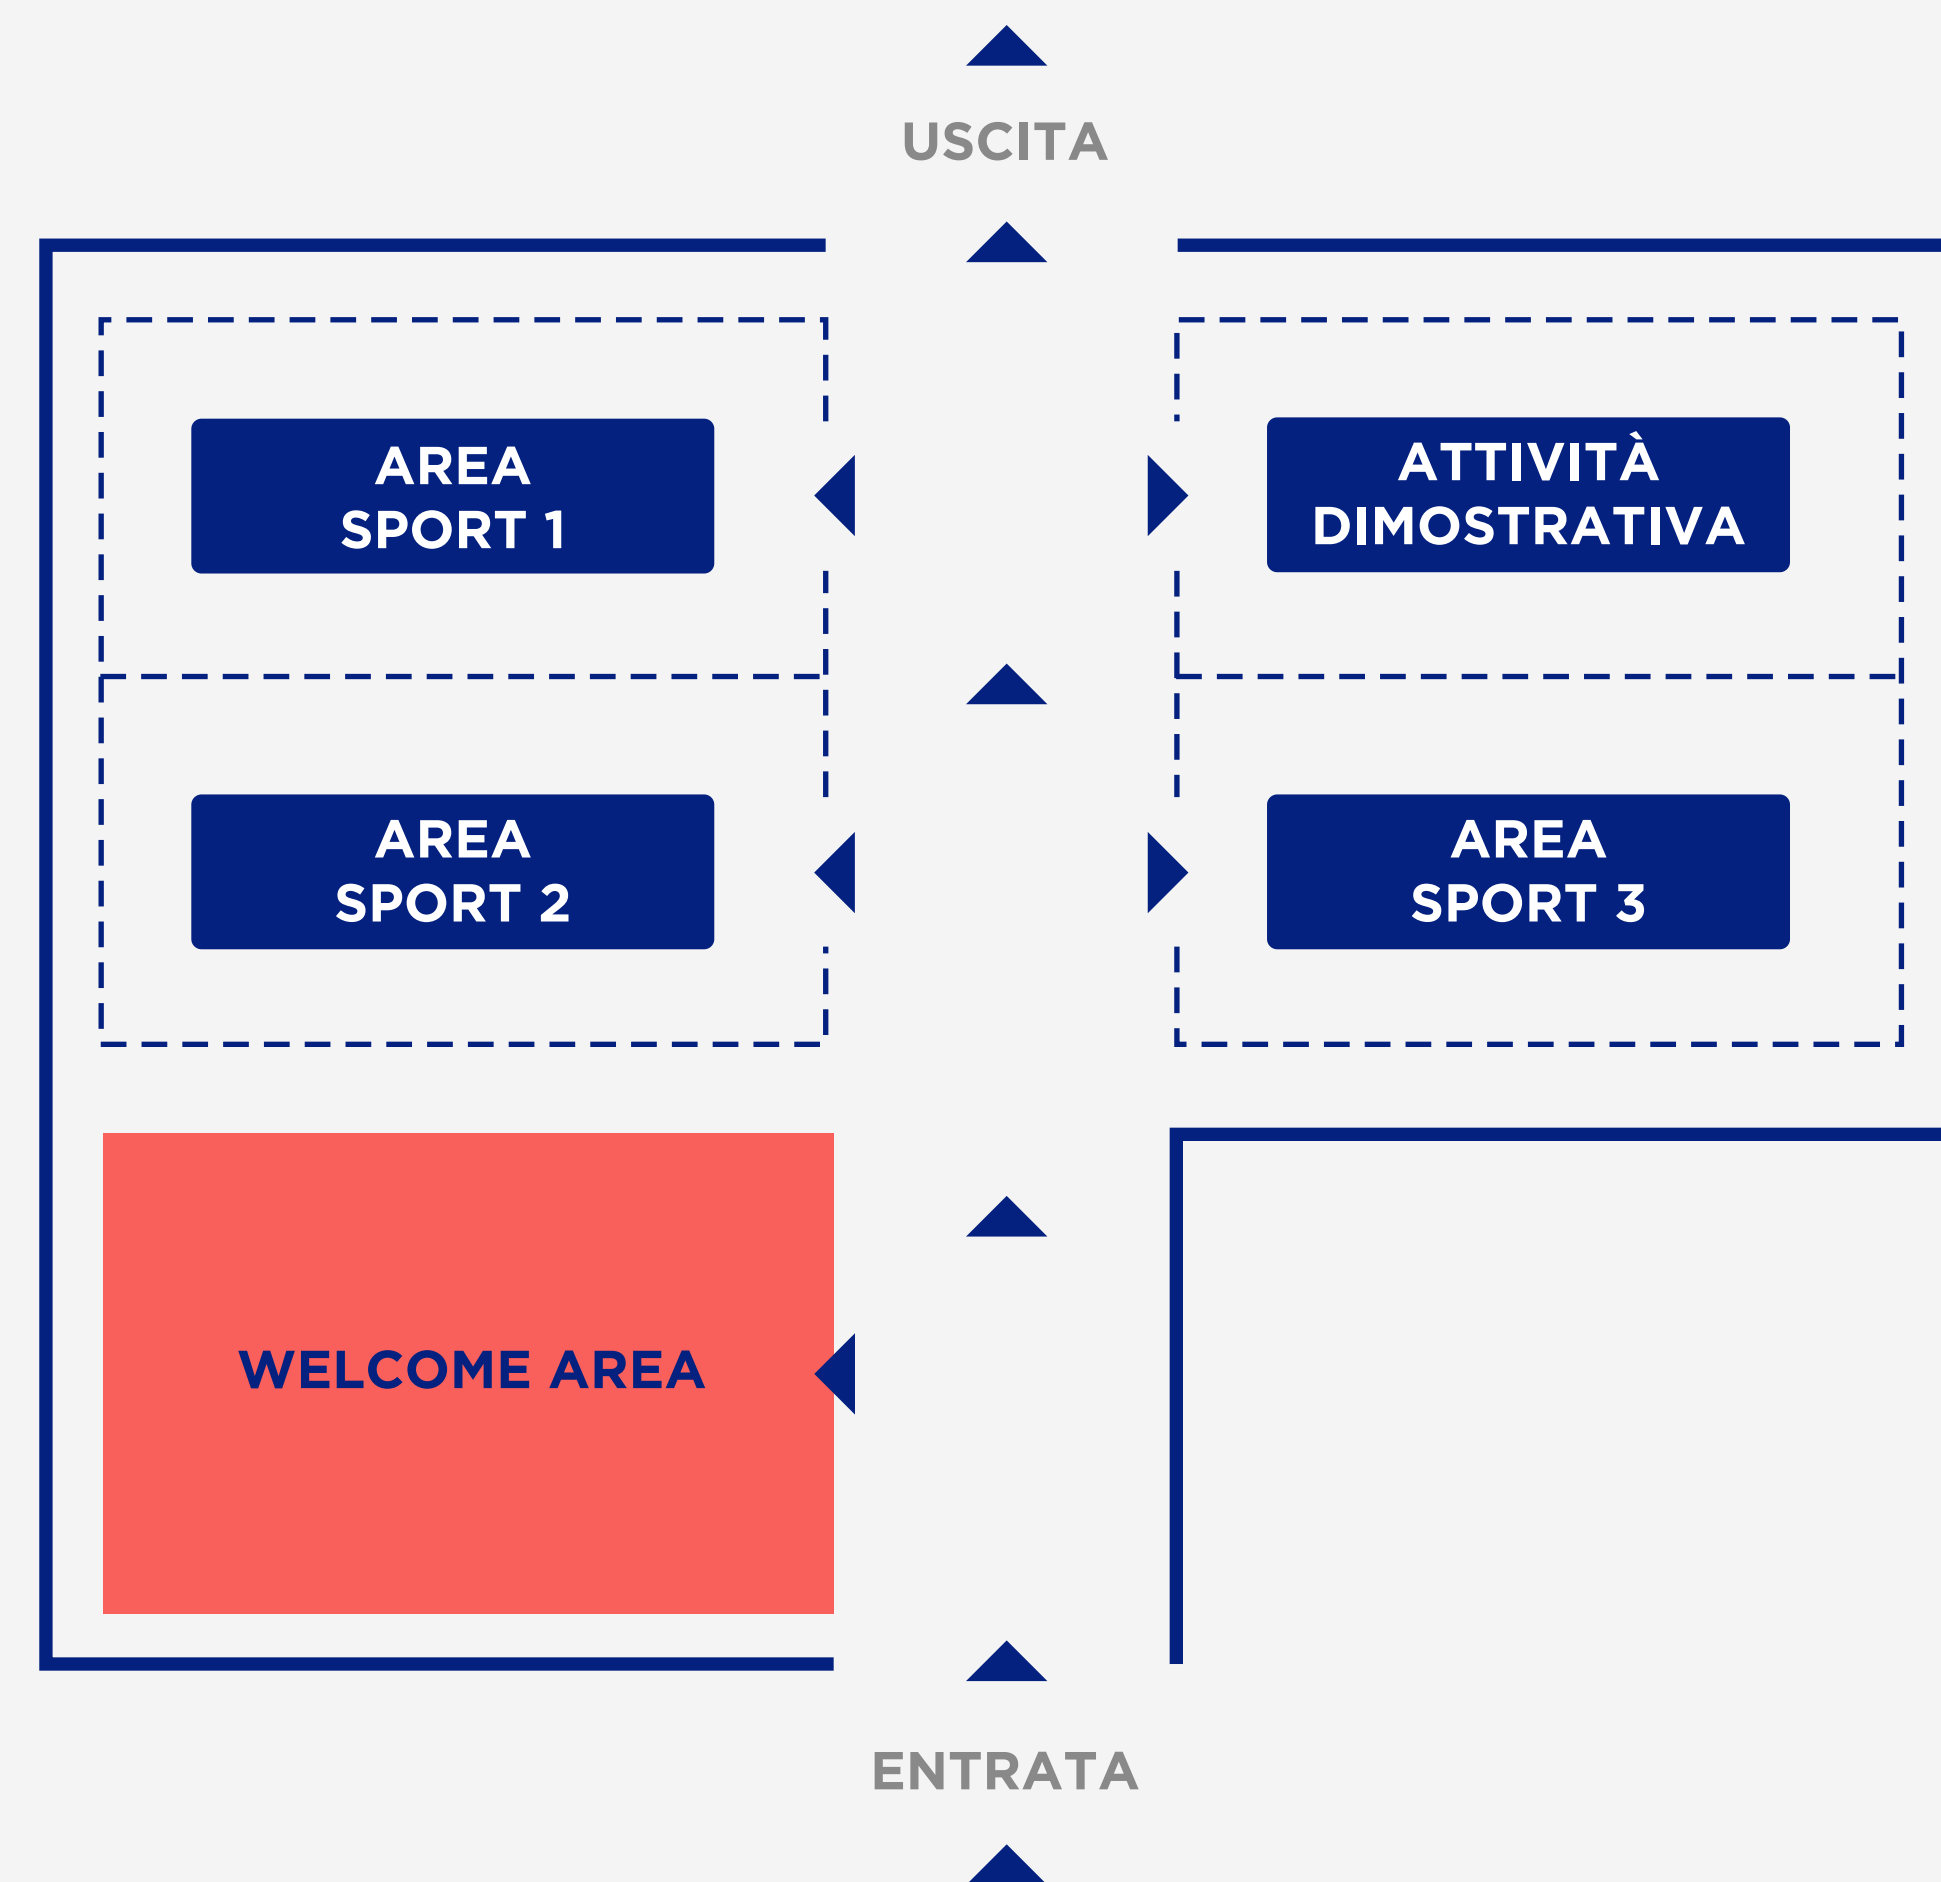 USCITA
AREA
SPORT 1
ATTIVITÀ
DIMOSTRATIVA
AREA
SPORT 2
AREA
SPORT 3
WELCOME AREA
ENTRATA